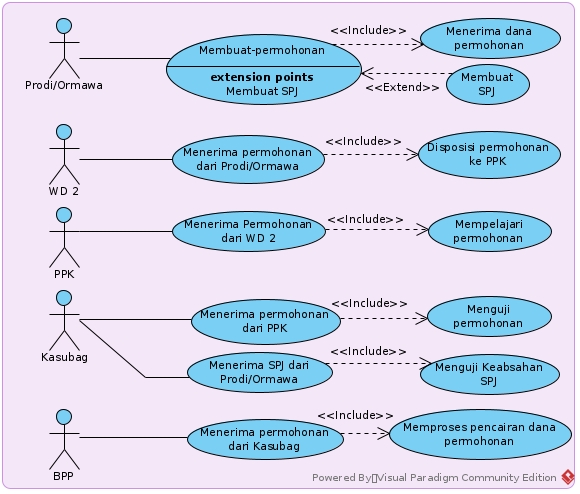 Prodi/Ormawa
Membuat-permohonan
extension points
Membuat SPJ
<<Include>>
Menerima dana
permohonan
<<Extend>>
Membuat
SPJ
WD 2
Menerima permohonan
dari Prodi/Ormawa
<<Include>>
Disposisi permohonan
ke PPK
PPK
Menerima Permohonan
dari WD 2
<<Include>>
Mempelajari
permohonan
Kasubag
Menerima permohonan
dari PPK
<<Include>>
Menguji
permohonan
Menerima SPJ dari
Prodi/Ormawa
<<Include>>
Menguji Keabsahan
SPJ
BPP
Menerima permohonan
dari Kasubag
<<Include>>
Memproses pencairan dana
permohonan
Powered By▯Visual Paradigm Community Edition